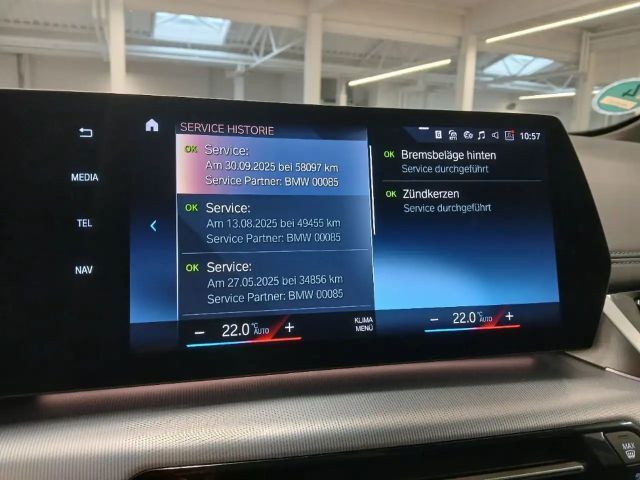 10:57
MEDIA
TEL
NAV
SERVICE HISTORIE
OK Service:
Am 30.09.2025 bei 58097 km
Service Partner: BMW 00085
OK Service:
Am 13.08.2025 bei 49455 km
Service Partner: BMW 00085
OK Service:
Am 27.05.2025 bei 34856 km
Service Partner: BMW 00085
OK Bremsbeläge hinten
Service durchgeführt
OK Zündkerzen
Service durchgeführt
− 22.0 °C AUTO +
KLIMA
MENÜ
− 22.0 °C AUTO +
MAX